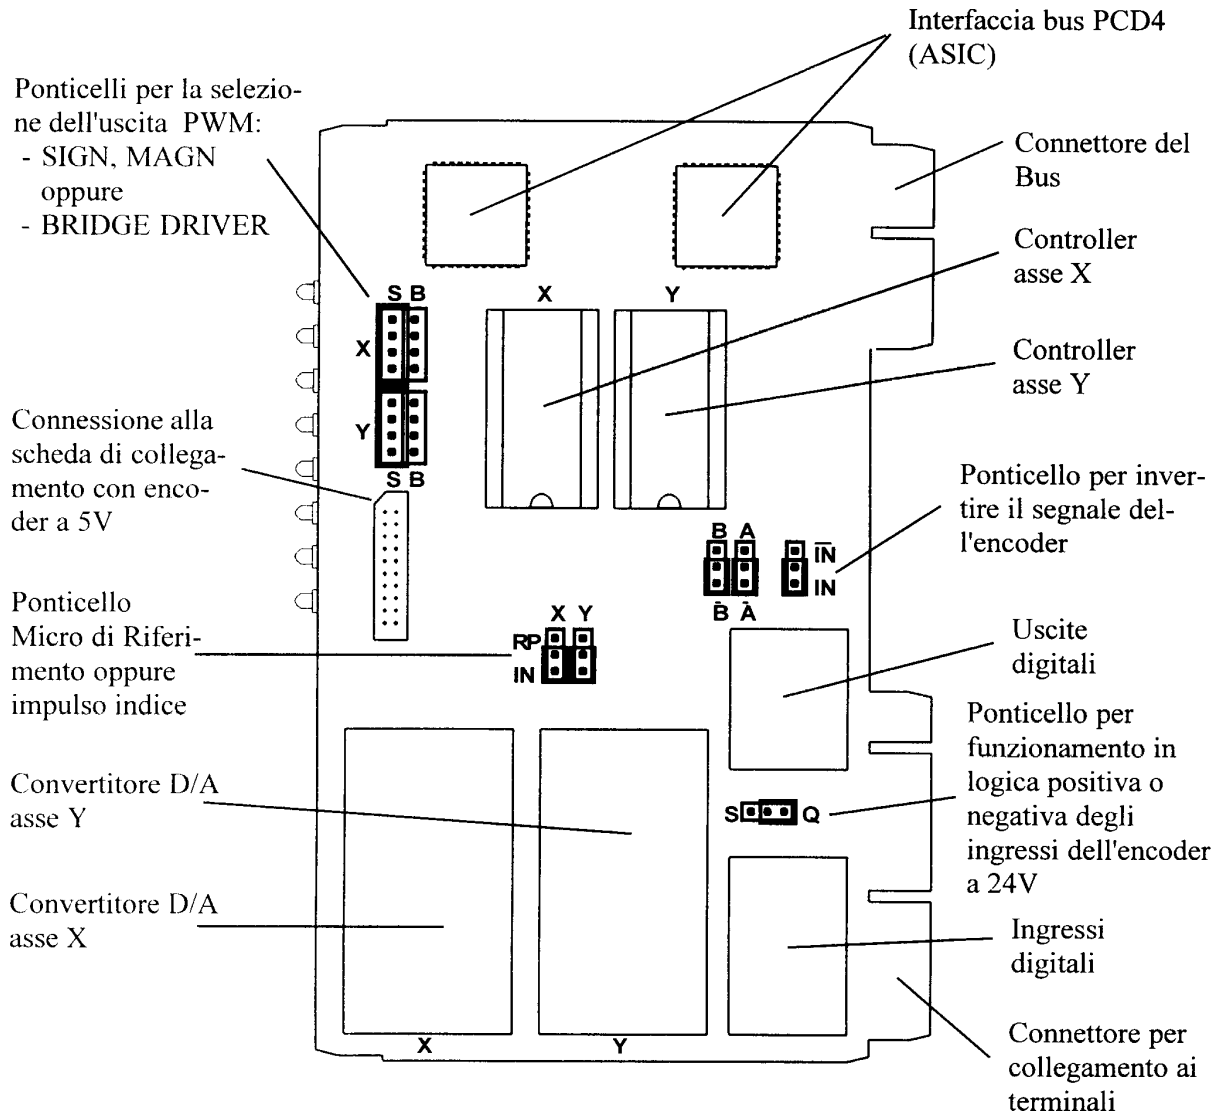 Interfaccia bus PCD4
(ASIC)
Ponticelli per la selezio-
ne dell'uscita PWM:
- SIGN, MAGN
oppure
- BRIDGE DRIVER
Connettore del
Bus
Controller
asse X
Controller
asse Y
S B
X
Y
S B
X
Y
Connessione alla
scheda di collega-
mento con enco-
der a 5V
Ponticello per inver-
tire il segnale del-
l'encoder
B A
I̅N̅
IN
B̅ A̅
Ponticello
Micro di Riferi-
mento oppure
impulso indice
X Y
RP
IN
Uscite
digitali
Ponticello per
funzionamento in
logica positiva o
negativa degli
ingressi dell'encoder
a 24V
S Q
Convertitore D/A
asse Y
Convertitore D/A
asse X
Ingressi
digitali
X
Y
Connettore per
collegamento ai
terminali